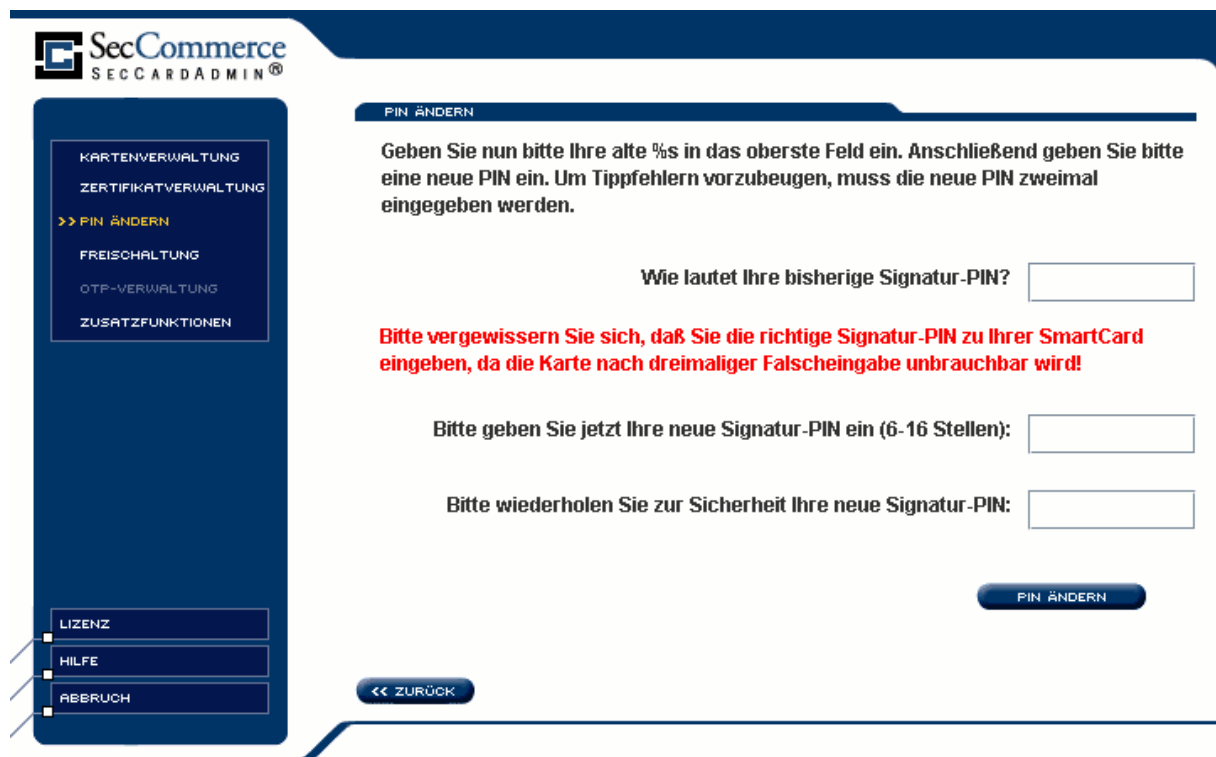 SecCommerce
SECCARDADMIN®
KARTENVERWALTUNG
ZERTIFIKATVERWALTUNG
>> PIN ÄNDERN
FREISCHALTUNG
OTP-VERWALTUNG
ZUSATZFUNKTIONEN
LIZENZ
HILFE
ABBRUCH
PIN ÄNDERN
Geben Sie nun bitte Ihre alte %s in das oberste Feld ein. Anschließend geben Sie bitte
eine neue PIN ein. Um Tippfehlern vorzubeugen, muss die neue PIN zweimal
eingegeben werden.
Wie lautet Ihre bisherige Signatur-PIN?
Bitte vergewissern Sie sich, daß Sie die richtige Signatur-PIN zu Ihrer SmartCard
eingeben, da die Karte nach dreimaliger Falscheingabe unbrauchbar wird!
Bitte geben Sie jetzt Ihre neue Signatur-PIN ein (6-16 Stellen):
Bitte wiederholen Sie zur Sicherheit Ihre neue Signatur-PIN:
PIN ÄNDERN
<< ZURÜCK